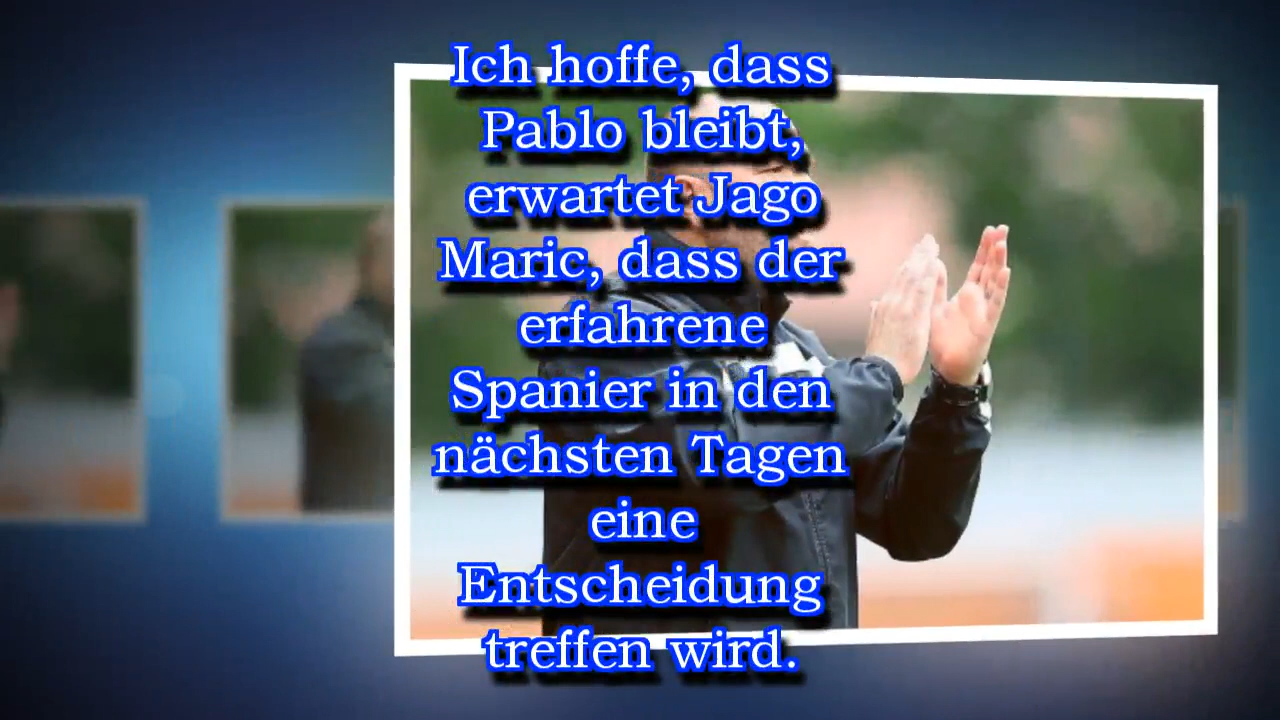 Ich hoffe, dass
Pablo bleibt,
erwartet Jago
Maric, dass der
erfahrene
Spanier in den
nächsten Tagen
eine
Entscheidung
treffen wird.